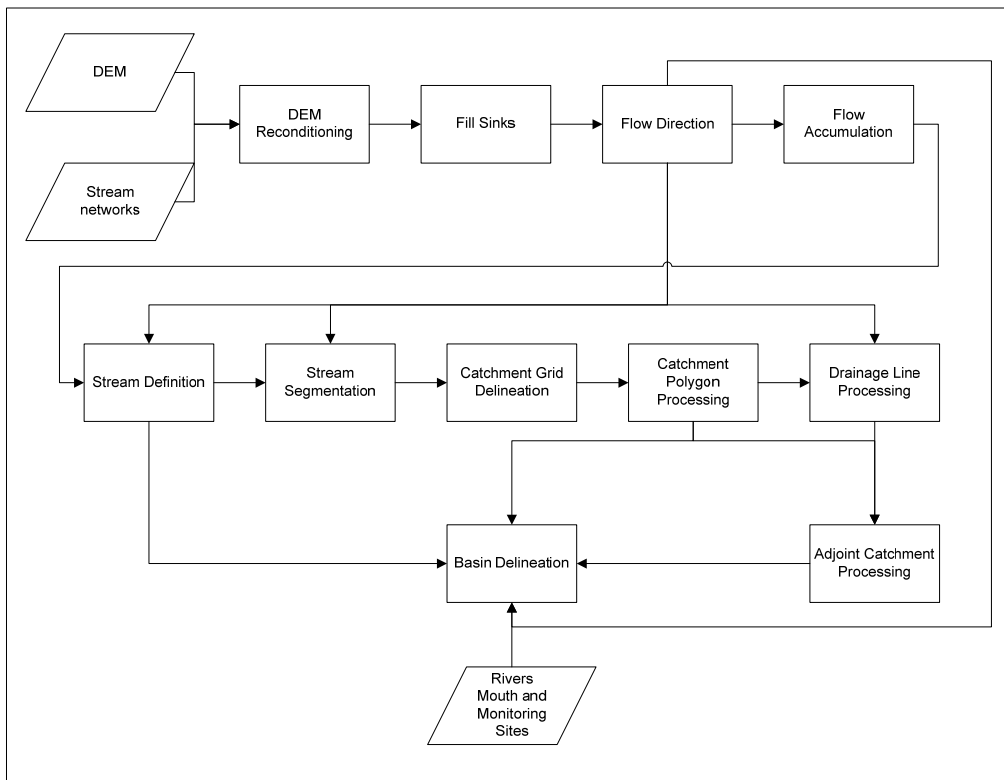 DEM
DEM
Reconditioning
Fill Sinks
Flow Direction
Flow
Accumulation
Stream
networks
Stream Definition
Stream
Segmentation
Catchment Grid
Delineation
Catchment
Polygon
Processing
Drainage Line
Processing
Basin Delineation
Adjoint Catchment
Processing
Rivers
Mouth and
Monitoring
Sites